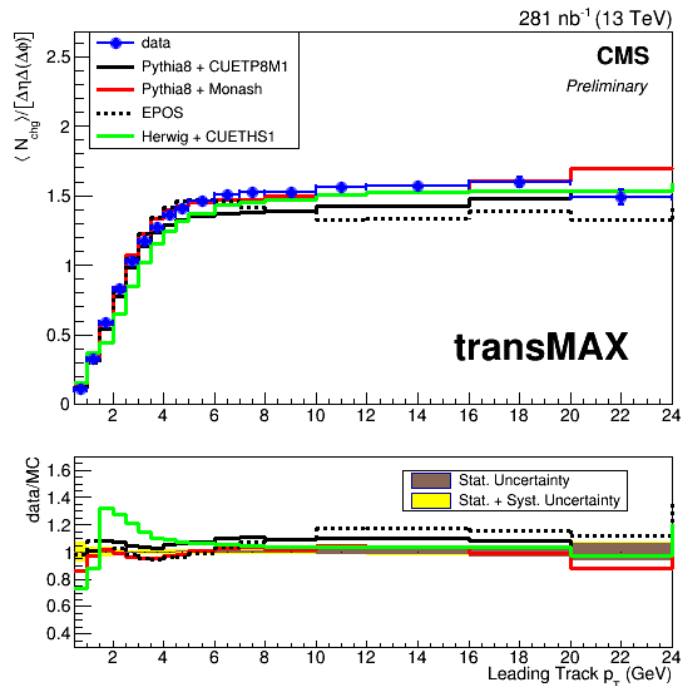 281 nb⁻¹ (13 TeV)
⟨ N_chg ⟩/[ΔηΔ(Δϕ)]
2.5
2
1.5
1
0.5
0
data
Pythia8 + CUETP8M1
Pythia8 + Monash
EPOS
Herwig + CUETHS1
CMS
Preliminary
transMAX
2 4 6 8 10 12 14 16 18 20 22 24
data/MC
1.6
1.4
1.2
1
0.8
0.6
0.4
Stat. Uncertainty
Stat. + Syst. Uncertainty
2 4 6 8 10 12 14 16 18 20 22 24
Leading Track p_T (GeV)